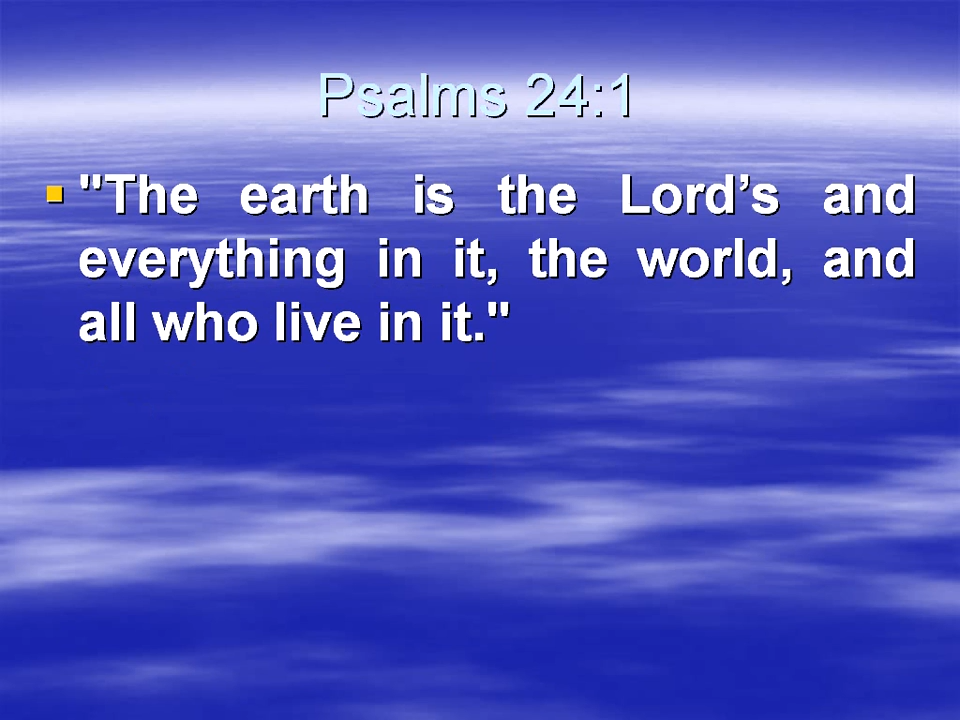 Psalms 24:1
▪ "The earth is the Lord’s and
everything in it, the world, and
all who live in it."